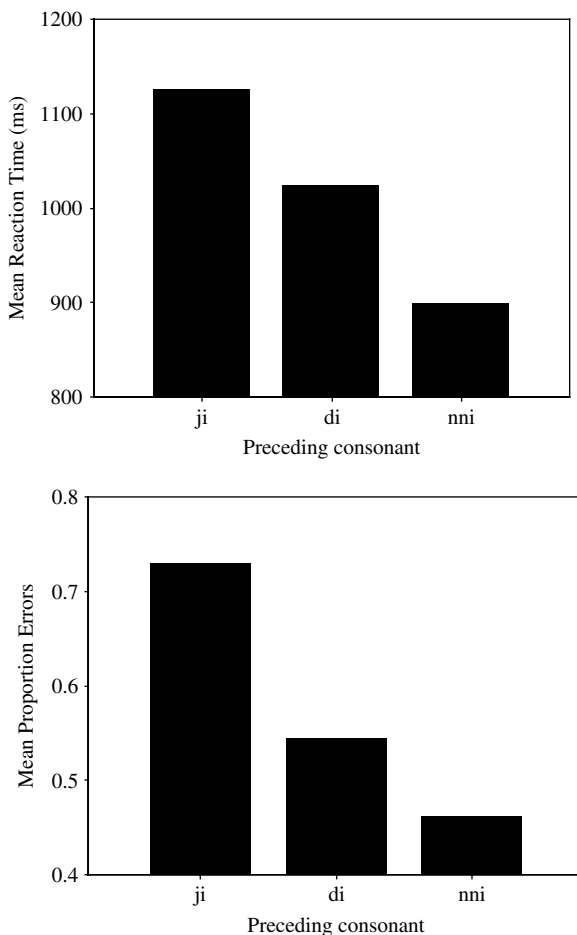 1200
1100
1000
900
800
Mean Reaction Time (ms)
ji di nni
Preceding consonant
0.8
0.7
0.6
0.5
0.4
Mean Proportion Errors
ji di nni
Preceding consonant